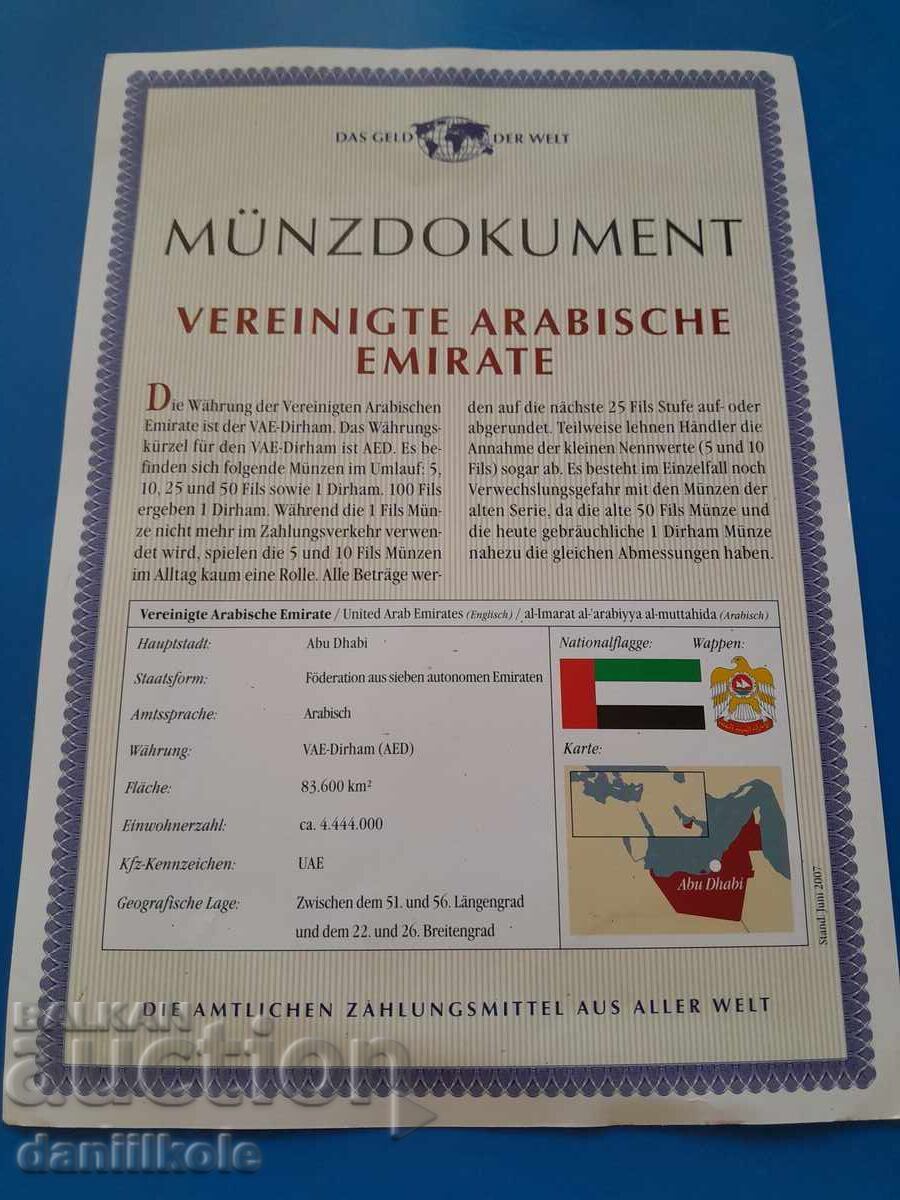 DAS GELD DER WELT
MÜNZDOKUMENT
VEREINIGTE ARABISCHE
EMIRATE
Die Währung der Vereinigten Arabischen
Emirate ist der VAE-Dirham. Das Währungs-
kürzel für den VAE-Dirham ist AED. Es be-
finden sich folgende Münzen im Umlauf: 5,
10, 25 und 50 Fils sowie 1 Dirham. 100 Fils
ergeben 1 Dirham. Während die 1 Fils Mün-
ze nicht mehr im Zahlungsverkehr verwen-
det wird, spielen die 5 und 10 Fils Münzen
im Alltag kaum eine Rolle. Alle Beträge wer-
den auf die nächste 25 Fils Stufe auf- oder
abgerundet. Teilweise lehnen Händler die
Annahme der kleinen Nennwerte (5 und 10
Fils) sogar ab. Es besteht im Einzelfall noch
Verwechslungsgefahr mit den Münzen der
alten Serie, da die alte 50 Fils Münze und
die heute gebräuchliche 1 Dirham Münze
nahezu die gleichen Abmessungen haben.
Vereinigte Arabische Emirate / United Arab Emirates (Englisch) / al-Imarat al-'arabiyya al-muttahida (Arabisch)
Hauptstadt: Abu Dhabi
Staatsform: Föderation aus sieben autonomen Emiraten
Amtssprache: Arabisch
Währung: VAE-Dirham (AED)
Fläche: 83.600 km²
Einwohnerzahl: ca. 4.444.000
Kfz-Kennzeichen: UAE
Geografische Lage: Zwischen dem 51. und 56. Längengrad
und dem 22. und 26. Breitengrad
Nationalflagge: Wappen:
Karte:
Abu Dhabi
Stand: Juni 2007
DIE AMTLICHEN ZAHLUNGSMITTEL AUS ALLER WELT
BALKAN
auction
daniilkole